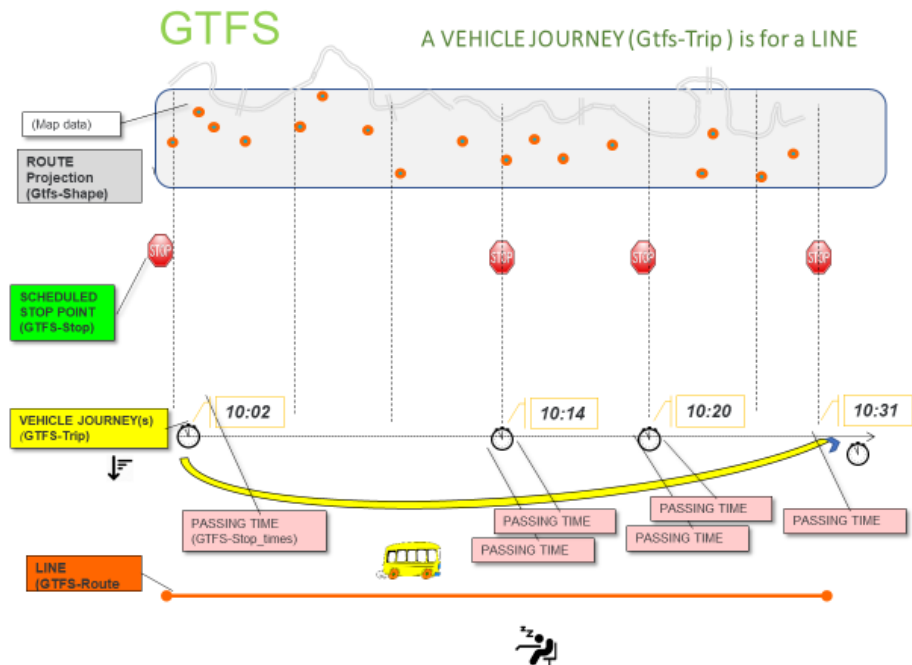 GTFS
A VEHICLE JOURNEY (Gtfs-Trip ) is for a LINE
(Map data)
ROUTE
Projection
(Gtfs-Shape)
STOP
STOP
STOP
STOP
SCHEDULED
STOP POINT
(GTFS-Stop)
VEHICLE JOURNEY(s)
(GTFS-Trip)
10:02
10:14
10:20
10:31
PASSING TIME
(GTFS-Stop_times)
PASSING TIME
PASSING TIME
PASSING TIME
PASSING TIME
PASSING TIME
LINE
(GTFS-Route
zzz